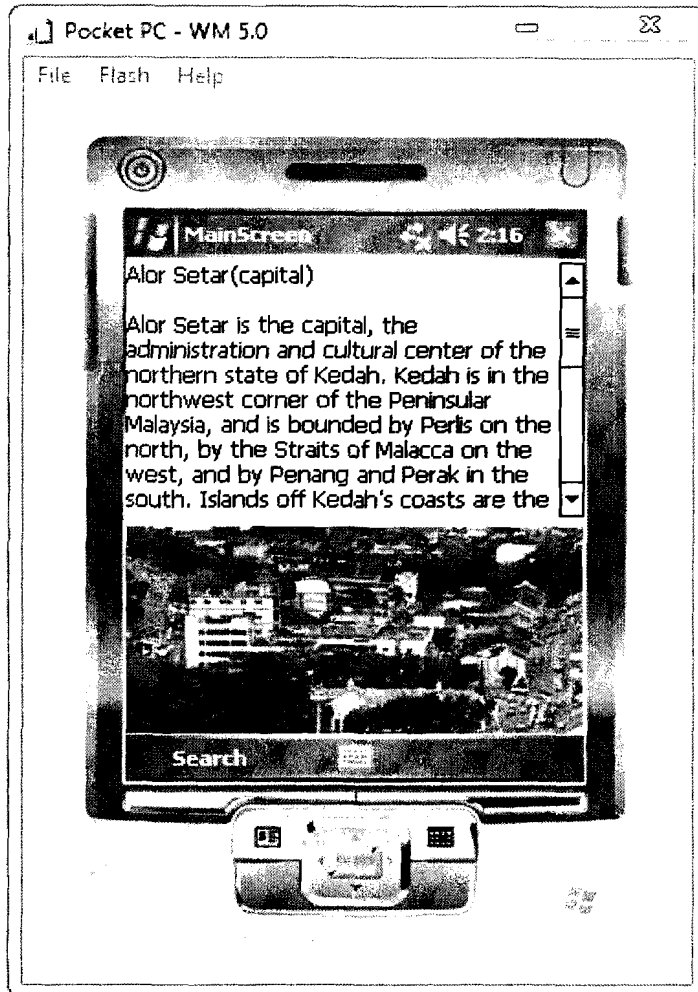 Pocket PC - WM 5.0
File Flash Help
MainScreen 2:16
Alor Setar(capital)
Alor Setar is the capital, the
administration and cultural center of the
northern state of Kedah. Kedah is in the
northwest corner of the Peninsular
Malaysia, and is bounded by Perlis on the
north, by the Straits of Malacca on the
west, and by Penang and Perak in the
south. Islands off Kedah's coasts are the
Search